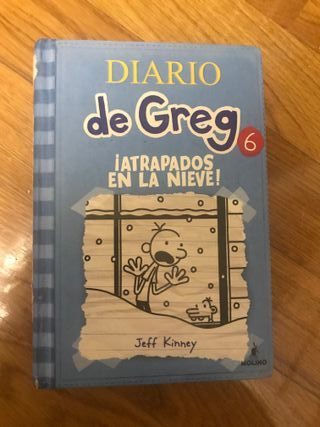 DIARIO
de Greg
6
¡ATRAPADOS
EN LA NIEVE!
Jeff Kinney
MOLINO